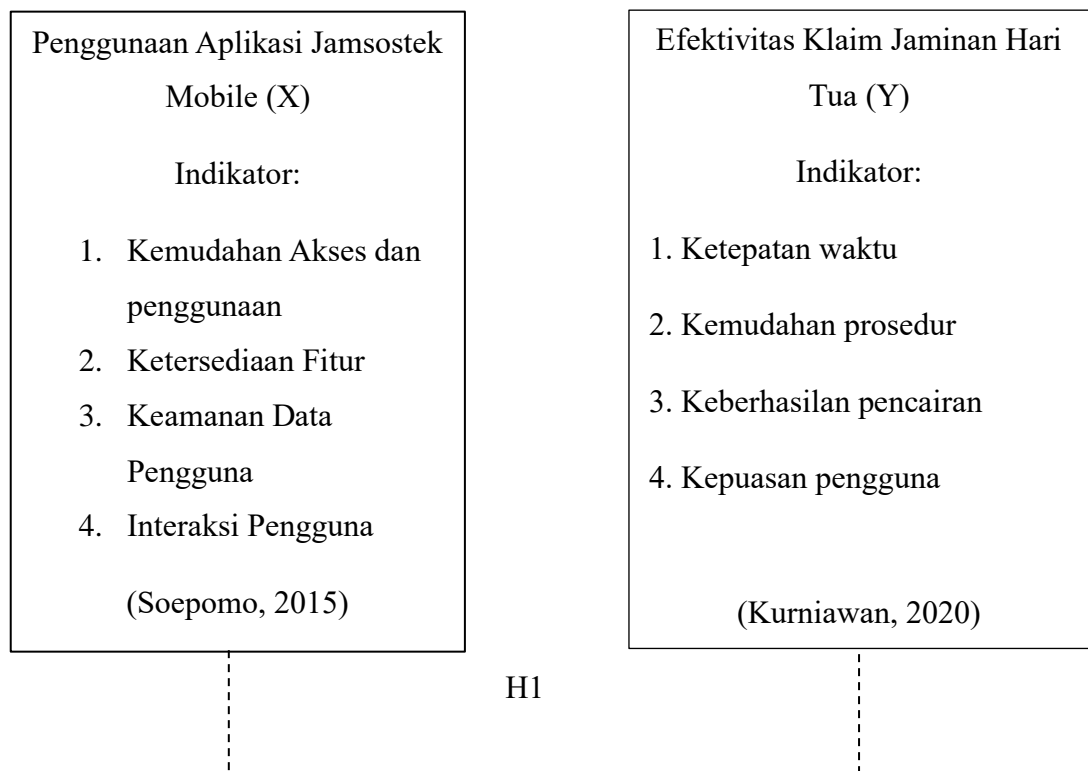 Penggunaan Aplikasi Jamsostek
Mobile (X)
Indikator:
1. Kemudahan Akses dan
penggunaan
2. Ketersediaan Fitur
3. Keamanan Data
Pengguna
4. Interaksi Pengguna
(Soepomo, 2015)
Efektivitas Klaim Jaminan Hari
Tua (Y)
Indikator:
1. Ketepatan waktu
2. Kemudahan prosedur
3. Keberhasilan pencairan
4. Kepuasan pengguna
(Kurniawan, 2020)
H1